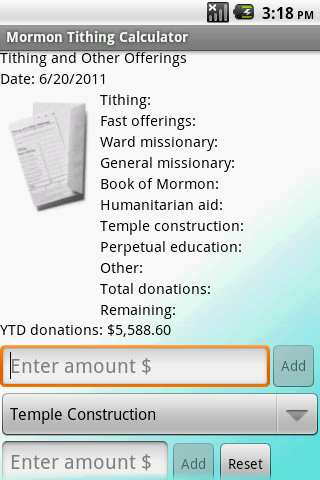 3:18 PM
Mormon Tithing Calculator
Tithing and Other Offerings
Date: 6/20/2011
Tithing:
Fast offerings:
Ward missionary:
General missionary:
Book of Mormon:
Humanitarian aid:
Temple construction:
Perpetual education:
Other:
Total donations:
Remaining:
YTD donations: $5,588.60
Enter amount $ Add
Temple Construction
Enter amount $ Add Reset